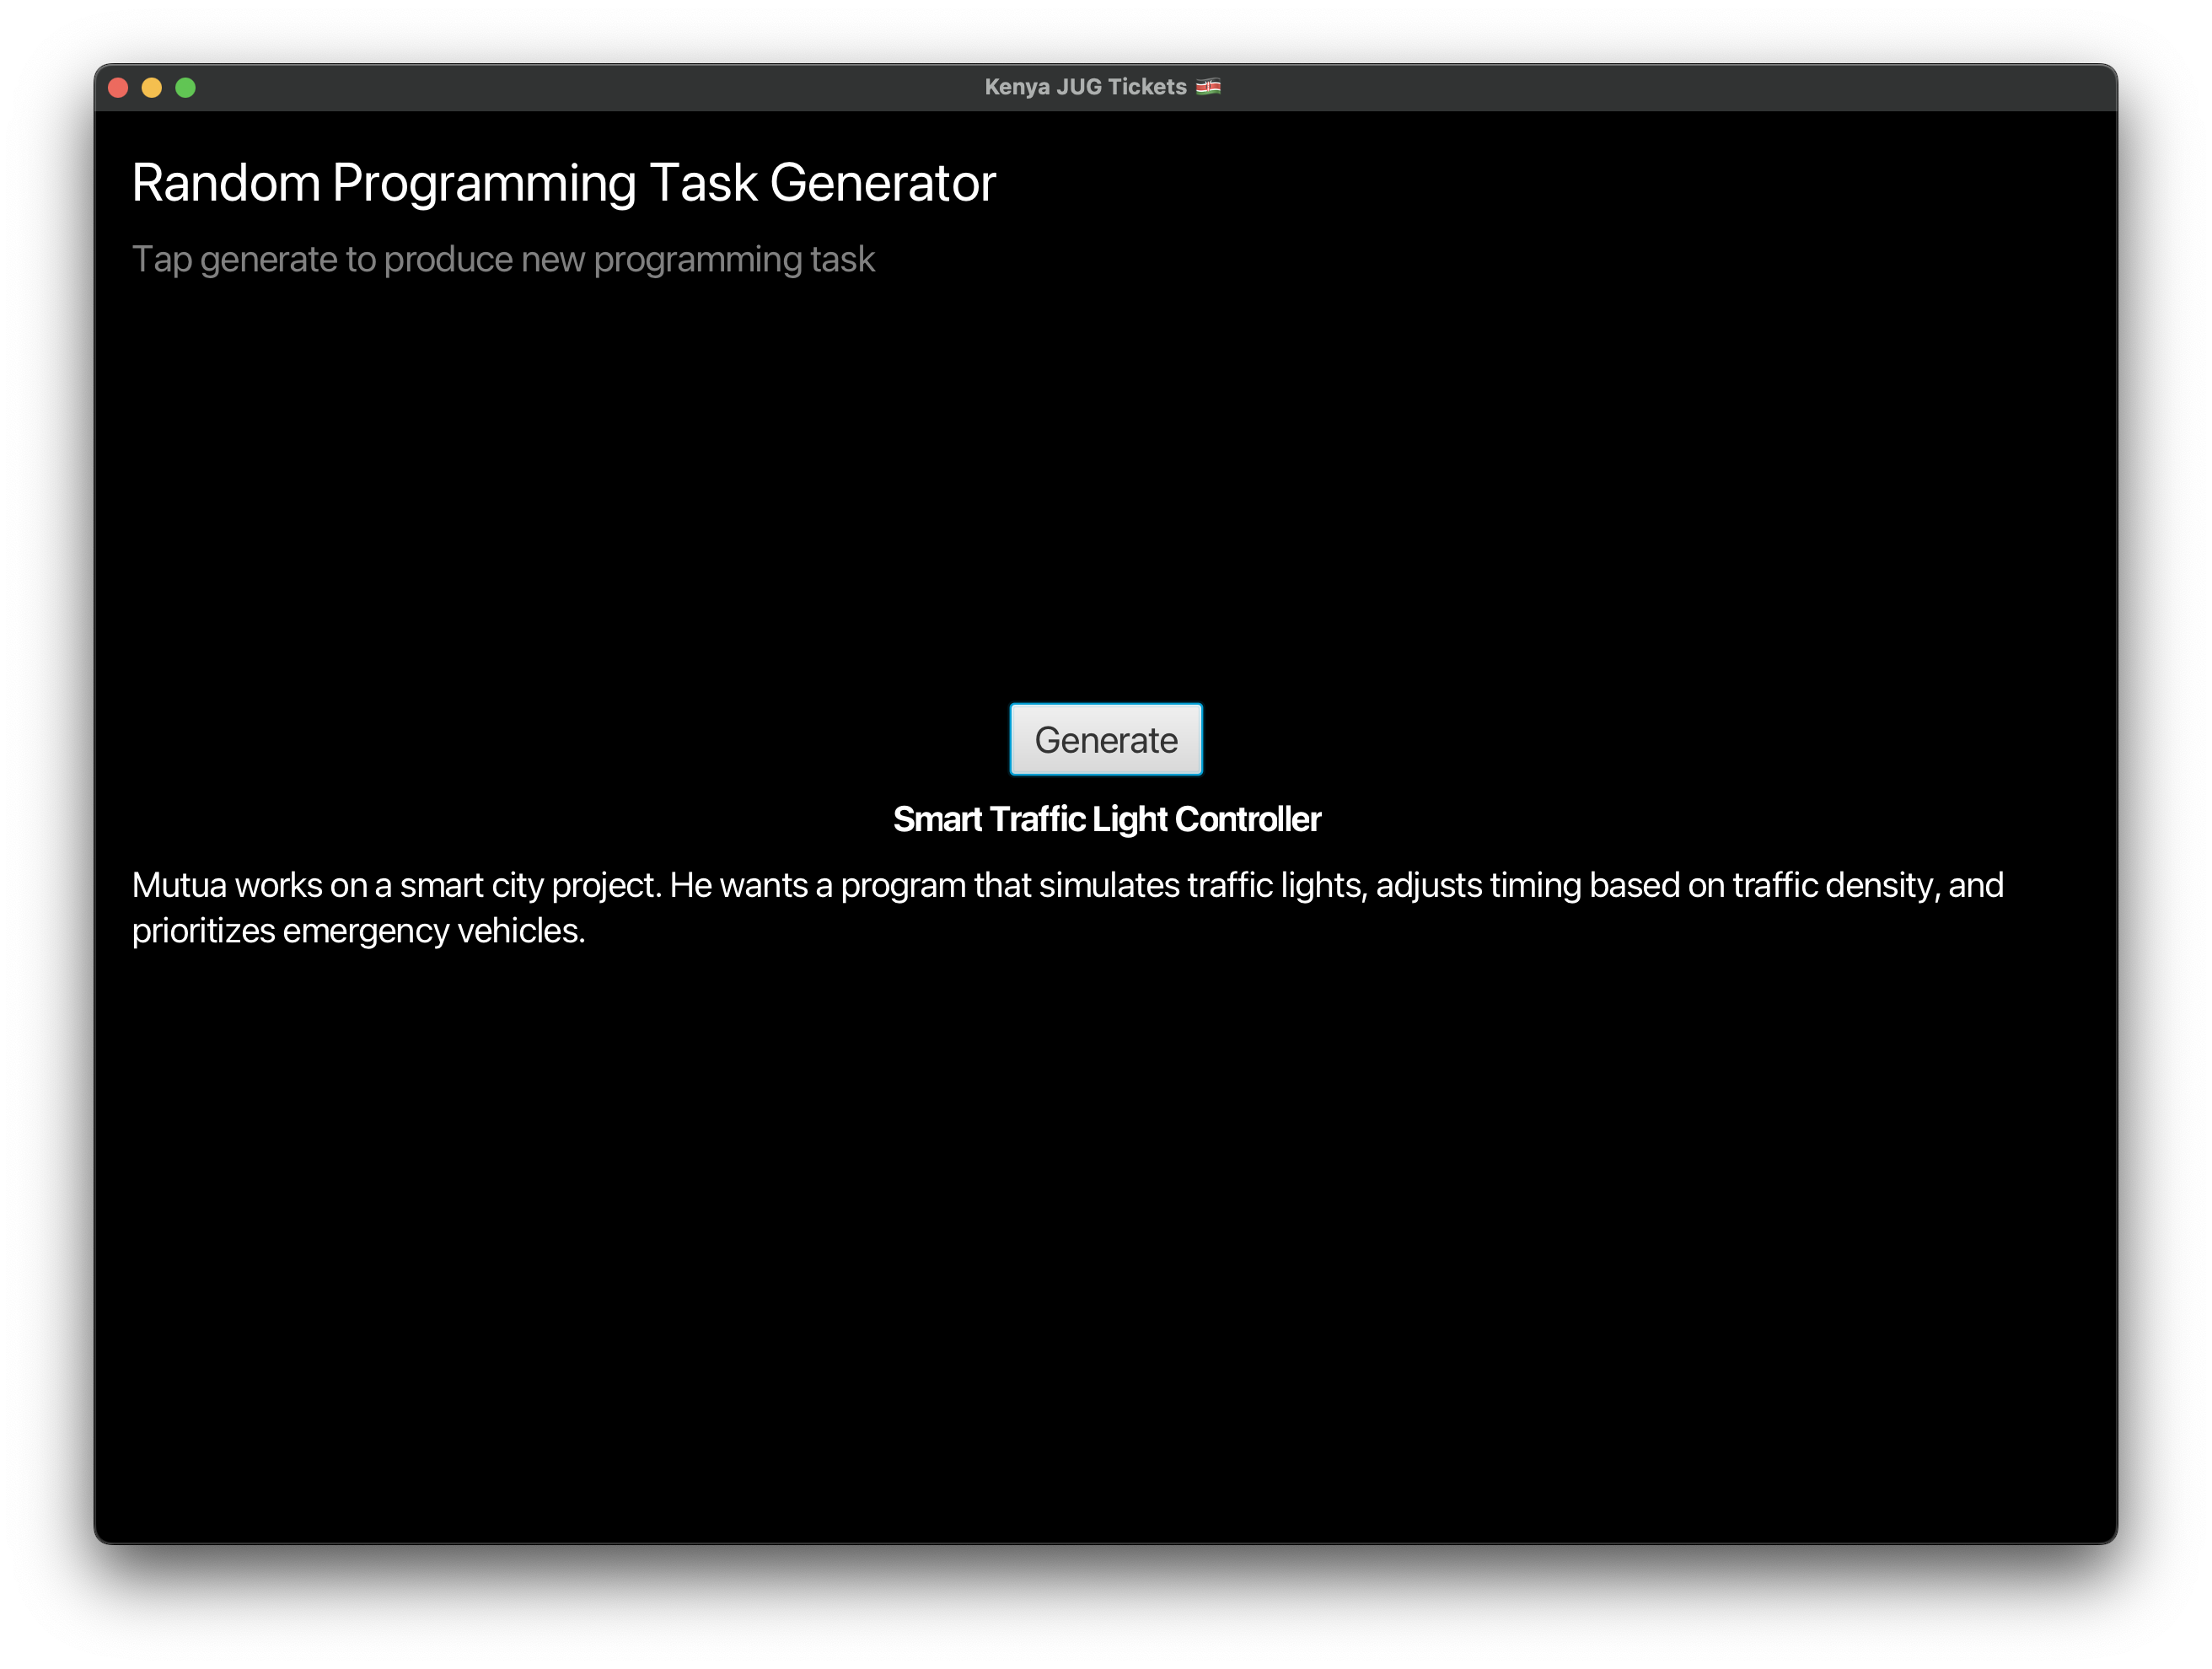 Kenya JUG Tickets 🇰🇪
Random Programming Task Generator
Tap generate to produce new programming task
Generate
Smart Traffic Light Controller
Mutua works on a smart city project. He wants a program that simulates traffic lights, adjusts timing based on traffic density, and
prioritizes emergency vehicles.